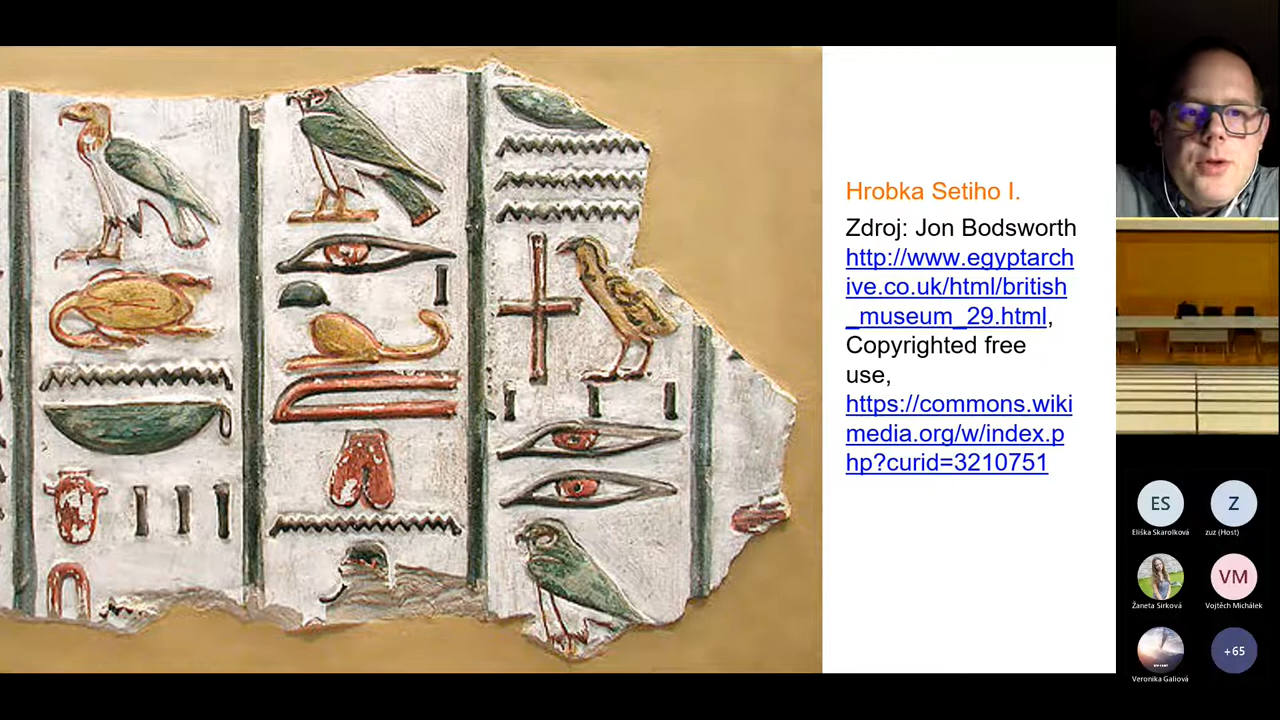 Hrobka Setiho I.
Zdroj: Jon Bodsworth
http://www.egyptarch
ive.co.uk/html/british
_museum_29.html,
Copyrighted free
use,
https://commons.wiki
media.org/w/index.p
hp?curid=3210751
ES
Z
Eliška Skarolková
zuz (Host)
VM
Žaneta Sirková
Vojtěch Michálek
+65
Veronika Galiová